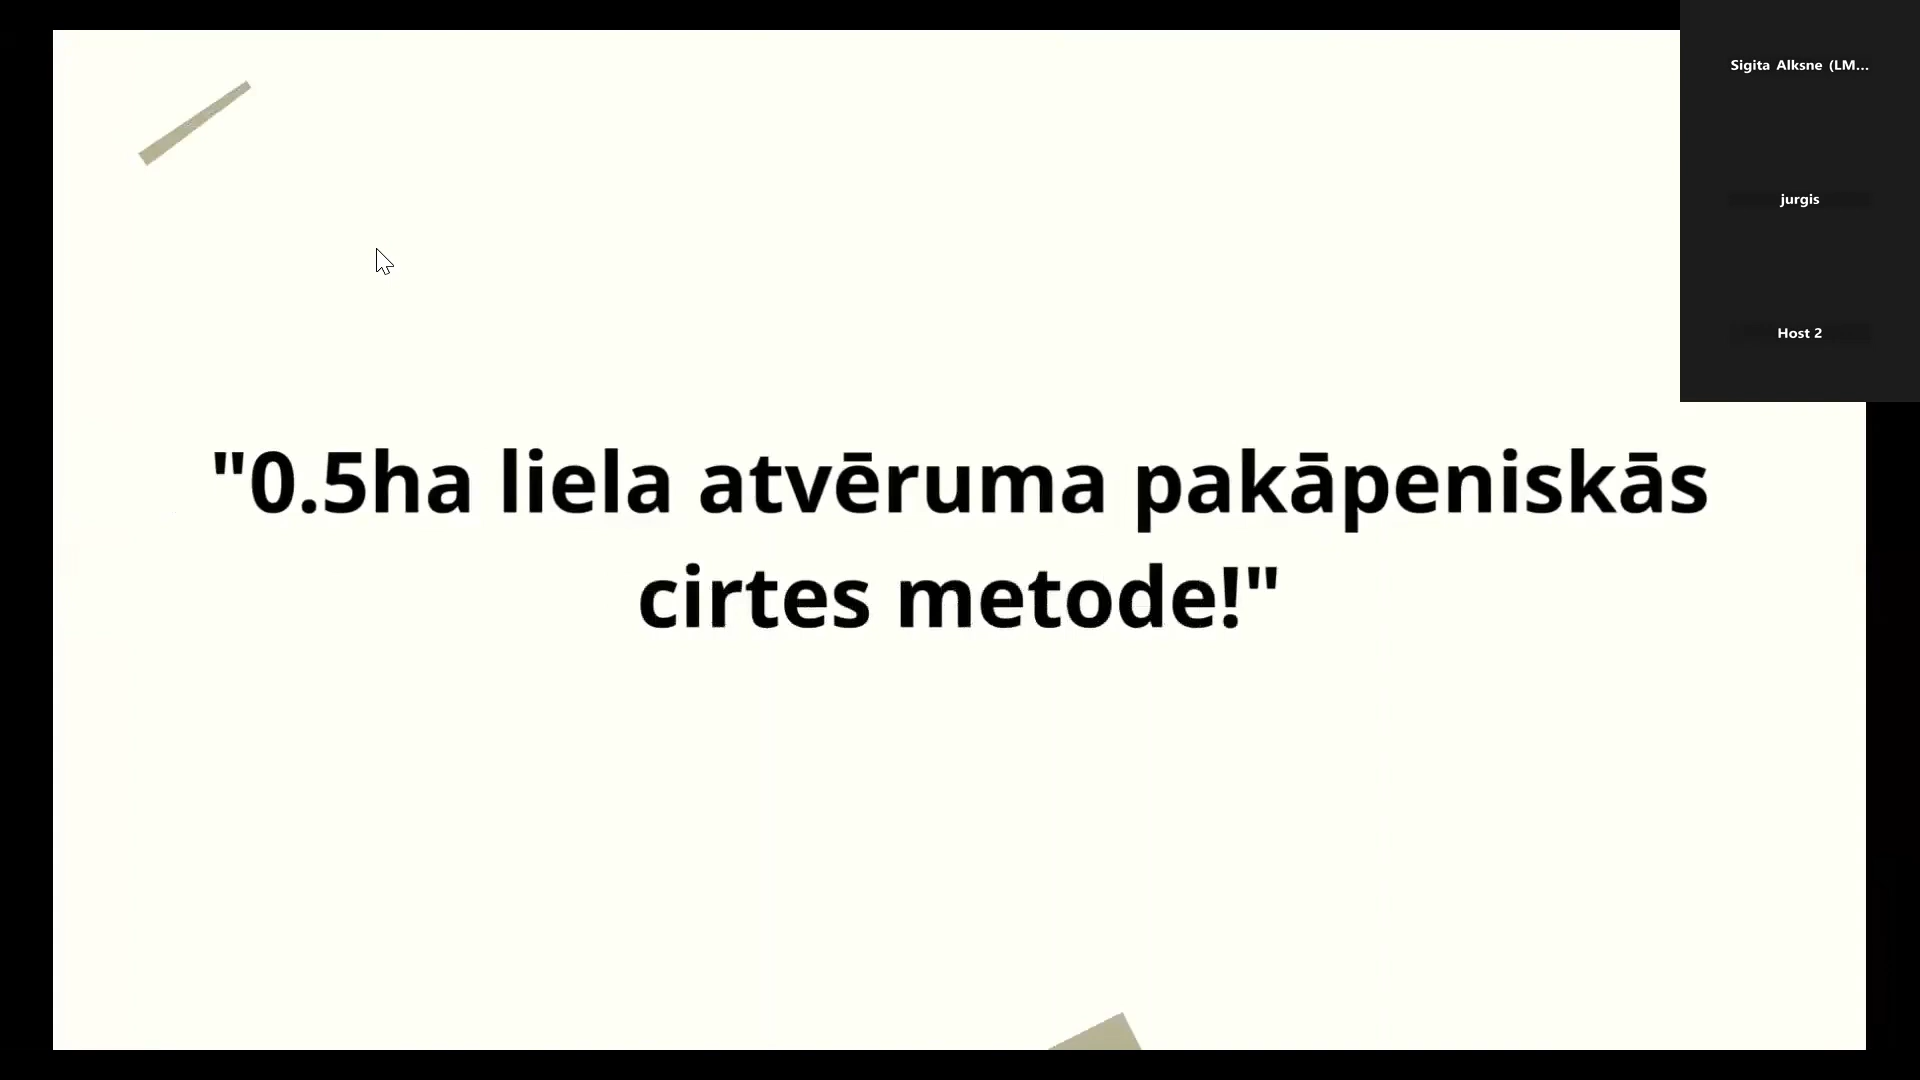 Sigita Alksne (LM...
jurgis
Host 2
"0.5ha liela atvēruma pakāpeniskās
cirtes metode!"